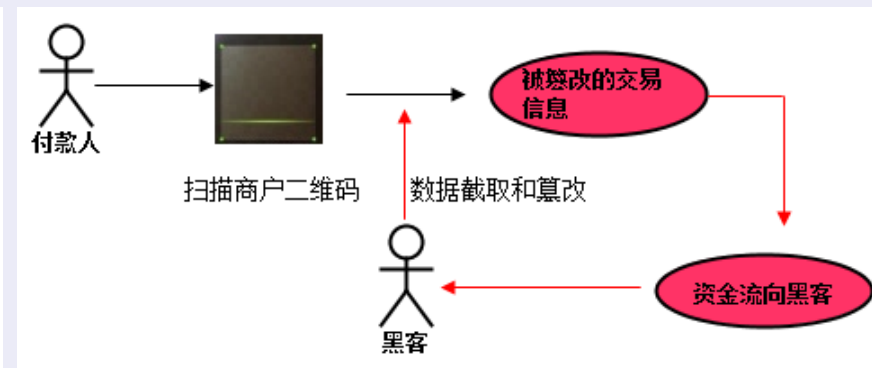 被篡改的交易
信息
付款人
扫描商户二维码
数据截取和篡改
资金流向黑客
黑客